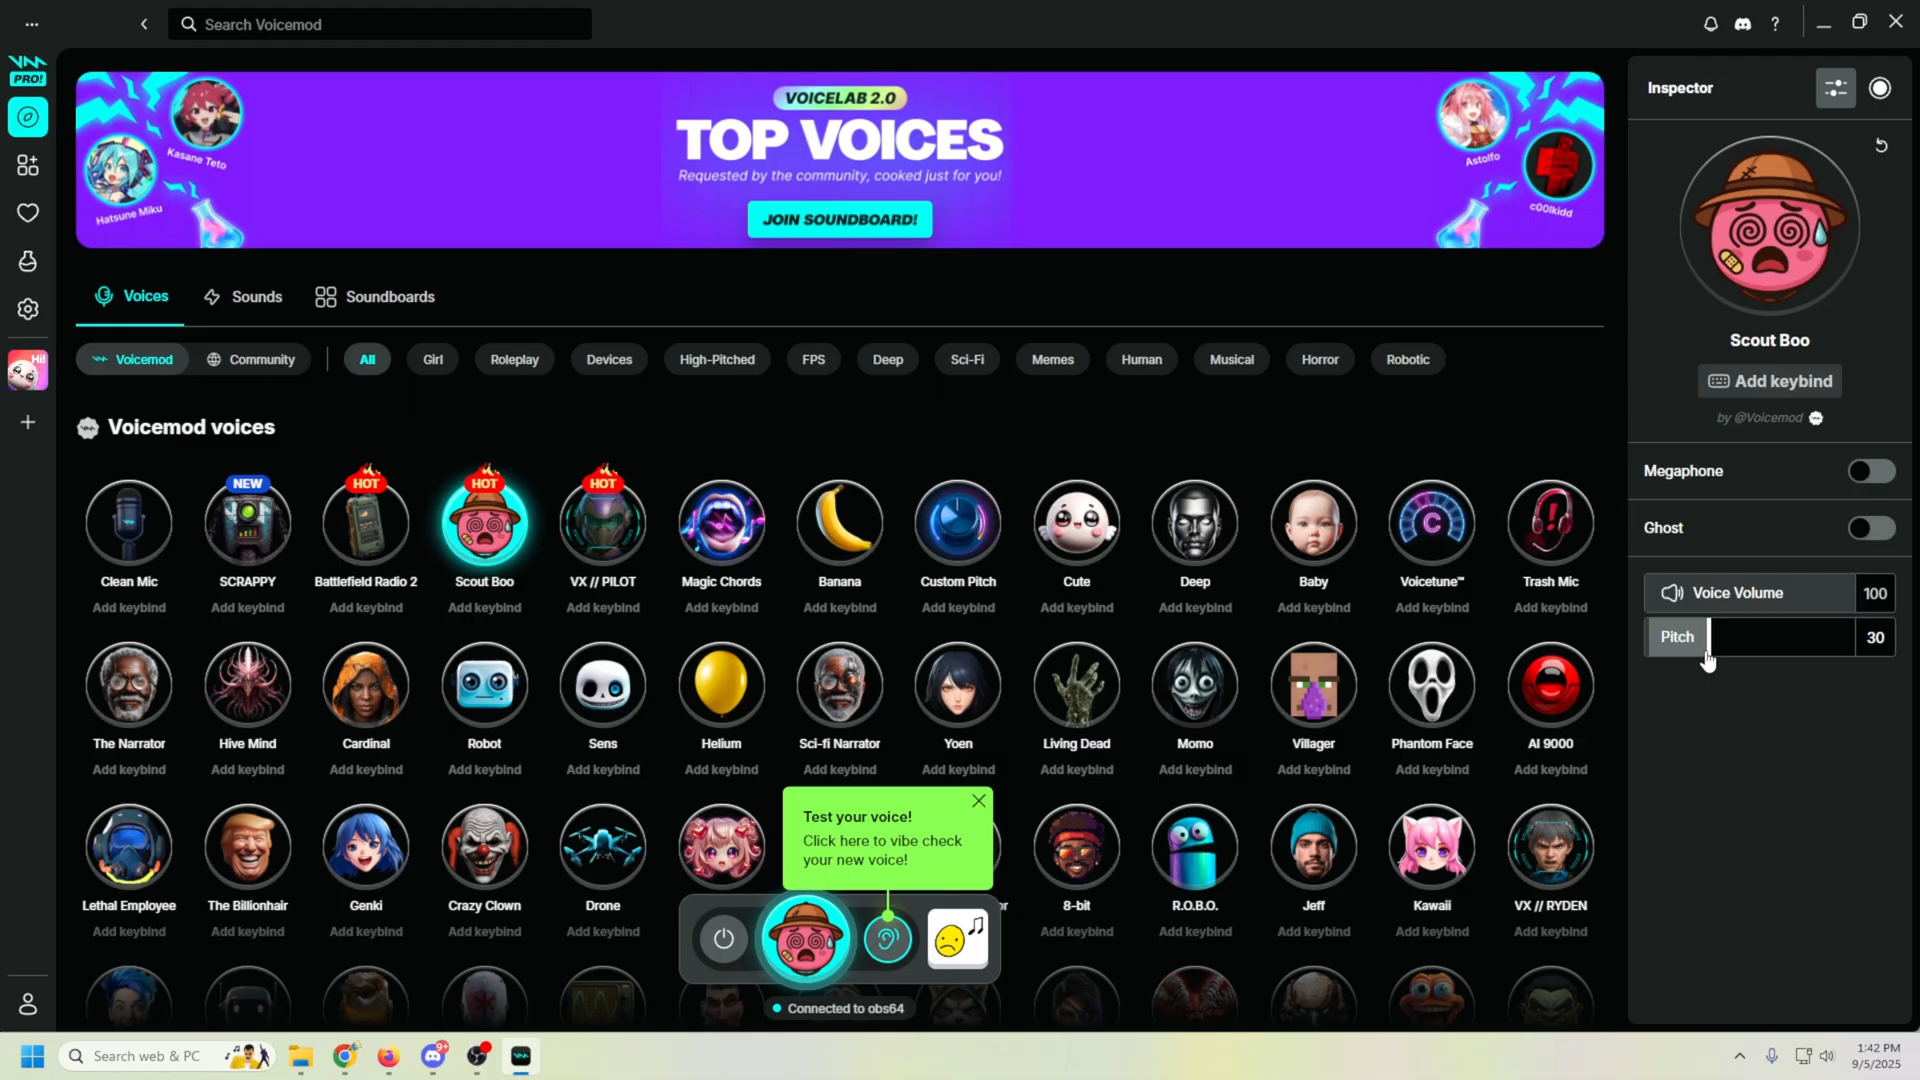 Search Voicemod
PRO!
VOICELAB 2.0
TOP VOICES
Requested by the community, cooked just for you!
JOIN SOUNDBOARD!
Kasane Teto
Hatsune Miku
Astolfo
c00lkidd
Voices
Sounds
Soundboards
Voicemod
Community
All
Girl
Roleplay
Devices
High-Pitched
FPS
Deep
Sci-Fi
Memes
Human
Musical
Horror
Robotic
Hi!
Voicemod voices
NEW
HOT
HOT
HOT
Clean Mic
SCRAPPY
Battlefield Radio 2
Scout Boo
VX // PILOT
Magic Chords
Banana
Custom Pitch
Cute
Deep
Baby
Voicetune™
Trash Mic
Add keybind
Add keybind
Add keybind
Add keybind
Add keybind
Add keybind
Add keybind
Add keybind
Add keybind
Add keybind
Add keybind
Add keybind
Add keybind
The Narrator
Hive Mind
Cardinal
Robot
Sens
Helium
Sci-fi Narrator
Yoen
Living Dead
Momo
Villager
Phantom Face
AI 9000
Add keybind
Add keybind
Add keybind
Add keybind
Add keybind
Add keybind
Add keybind
Add keybind
Add keybind
Add keybind
Add keybind
Add keybind
Add keybind
Test your voice!
Click here to vibe check
your new voice!
Lethal Employee
The Billionhair
Genki
Crazy Clown
Drone
8-bit
R.O.B.O.
Jeff
Kawaii
VX // RYDEN
Add keybind
Add keybind
Add keybind
Add keybind
Add keybind
Add keybind
Add keybind
Add keybind
Add keybind
Add keybind
Connected to obs64
Inspector
Scout Boo
Add keybind
by @Voicemod
Megaphone
Ghost
Voice Volume
100
Pitch
30
Search web & PC
9+
1:42 PM
9/5/2025